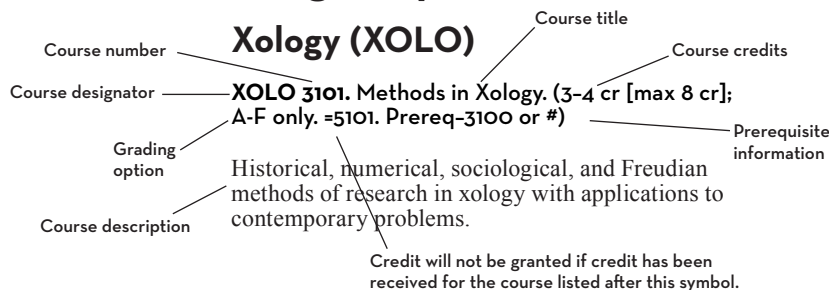 Xology (XOLO)
Course title
Course number
Course credits
Course designator
XOLO 3101. Methods in Xology. (3–4 cr [max 8 cr];
A-F only. =5101. Prereq–3100 or #)
Prerequisite
information
Grading
option
Historical, numerical, sociological, and Freudian
methods of research in xology with applications to
contemporary problems.
Course description
Credit will not be granted if credit has been
received for the course listed after this symbol.